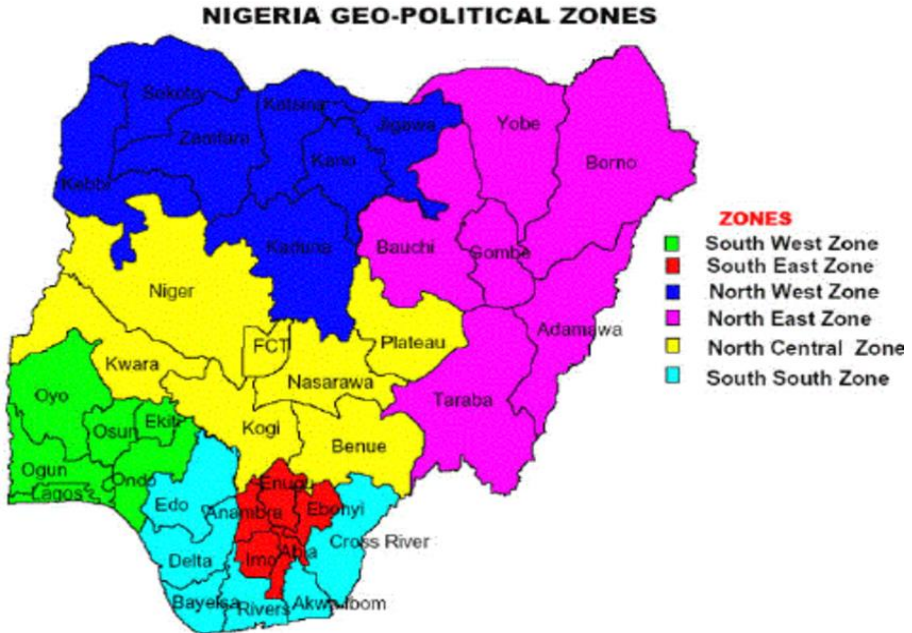 NIGERIA GEO-POLITICAL ZONES
Sokoto
Katsina
Zamfara
Jigawa
Kano
Kebbi
Yobe
Borno
Kaduna
Bauchi
Gombe
Niger
FCT
Plateau
Adamawa
Kwara
Nasarawa
Taraba
Oyo
Osun
Ekiti
Kogi
Benue
Ogun
Ondo
Lagos
Edo
Enugu
Anambra
Ebonyi
Cross River
Delta
Imo
Abia
Bayelsa
Rivers
Akwa Ibom
ZONES
South West Zone
South East Zone
North West Zone
North East Zone
North Central Zone
South South Zone